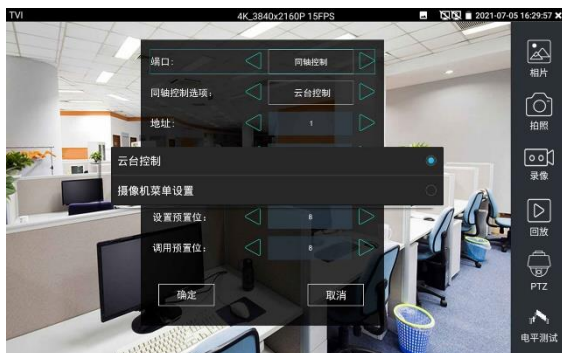 TVI 4K_3840x2160P 15FPS 2021-07-05 16:29:57
端口: 同轴控制
同轴控制选项: 云台控制
地址: 1
云台控制
摄像机菜单设置
设置预置位: 8
调用预置位: 8
确定 取消
相片
拍照
录像
回放
PTZ
电平测试